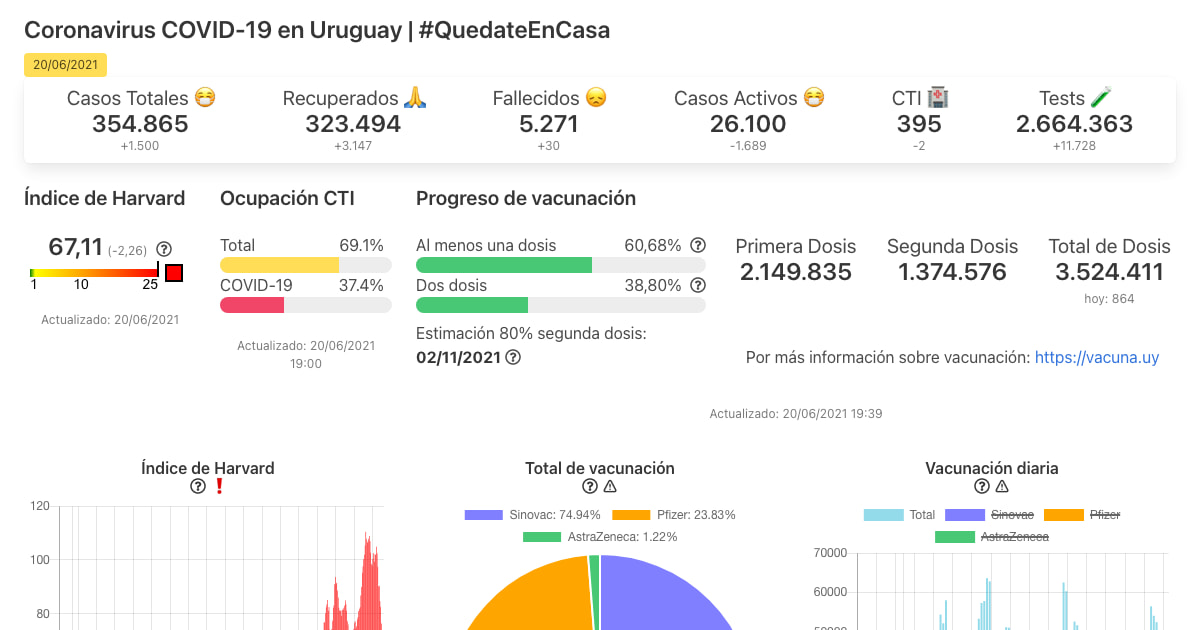 Coronavirus COVID-19 en Uruguay | #QuedateEnCasa
20/06/2021
Casos Totales 😷 Recuperados 🙏 Fallecidos 😞 Casos Activos 😷 CTI 🏥 Tests 🧪
354.865 323.494 5.271 26.100 395 2.664.363
+1.500 +3.147 +30 -1.689 -2 +11.728
Índice de Harvard
67,11 (-2,26) ?
1 10 25
Actualizado: 20/06/2021
Ocupación CTI
Total 69.1%
COVID-19 37.4%
Actualizado: 20/06/2021
19:00
Progreso de vacunación
Al menos una dosis 60,68% ?
Dos dosis 38,80% ?
Estimación 80% segunda dosis:
02/11/2021 ?
Primera Dosis Segunda Dosis Total de Dosis
2.149.835 1.374.576 3.524.411
hoy: 864
Por más información sobre vacunación: https://vacuna.uy
Actualizado: 20/06/2021 19:39
Índice de Harvard
? ❗
120
100
80
Total de vacunación
? ⚠
Sinovac: 74.94% Pfizer: 23.83%
AstraZeneca: 1.22%
Vacunación diaria
? ⚠
Total Sinovac Pfizer
AstraZeneca
70000
60000
50000